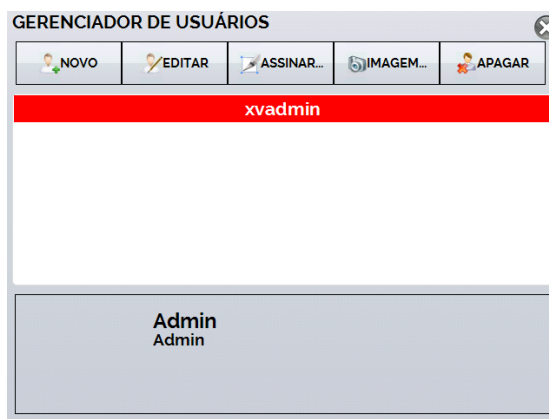 GERENCIADOR DE USUÁRIOS
NOVO EDITAR ASSINAR... IMAGEM... APAGAR
xvadmin
Admin
Admin